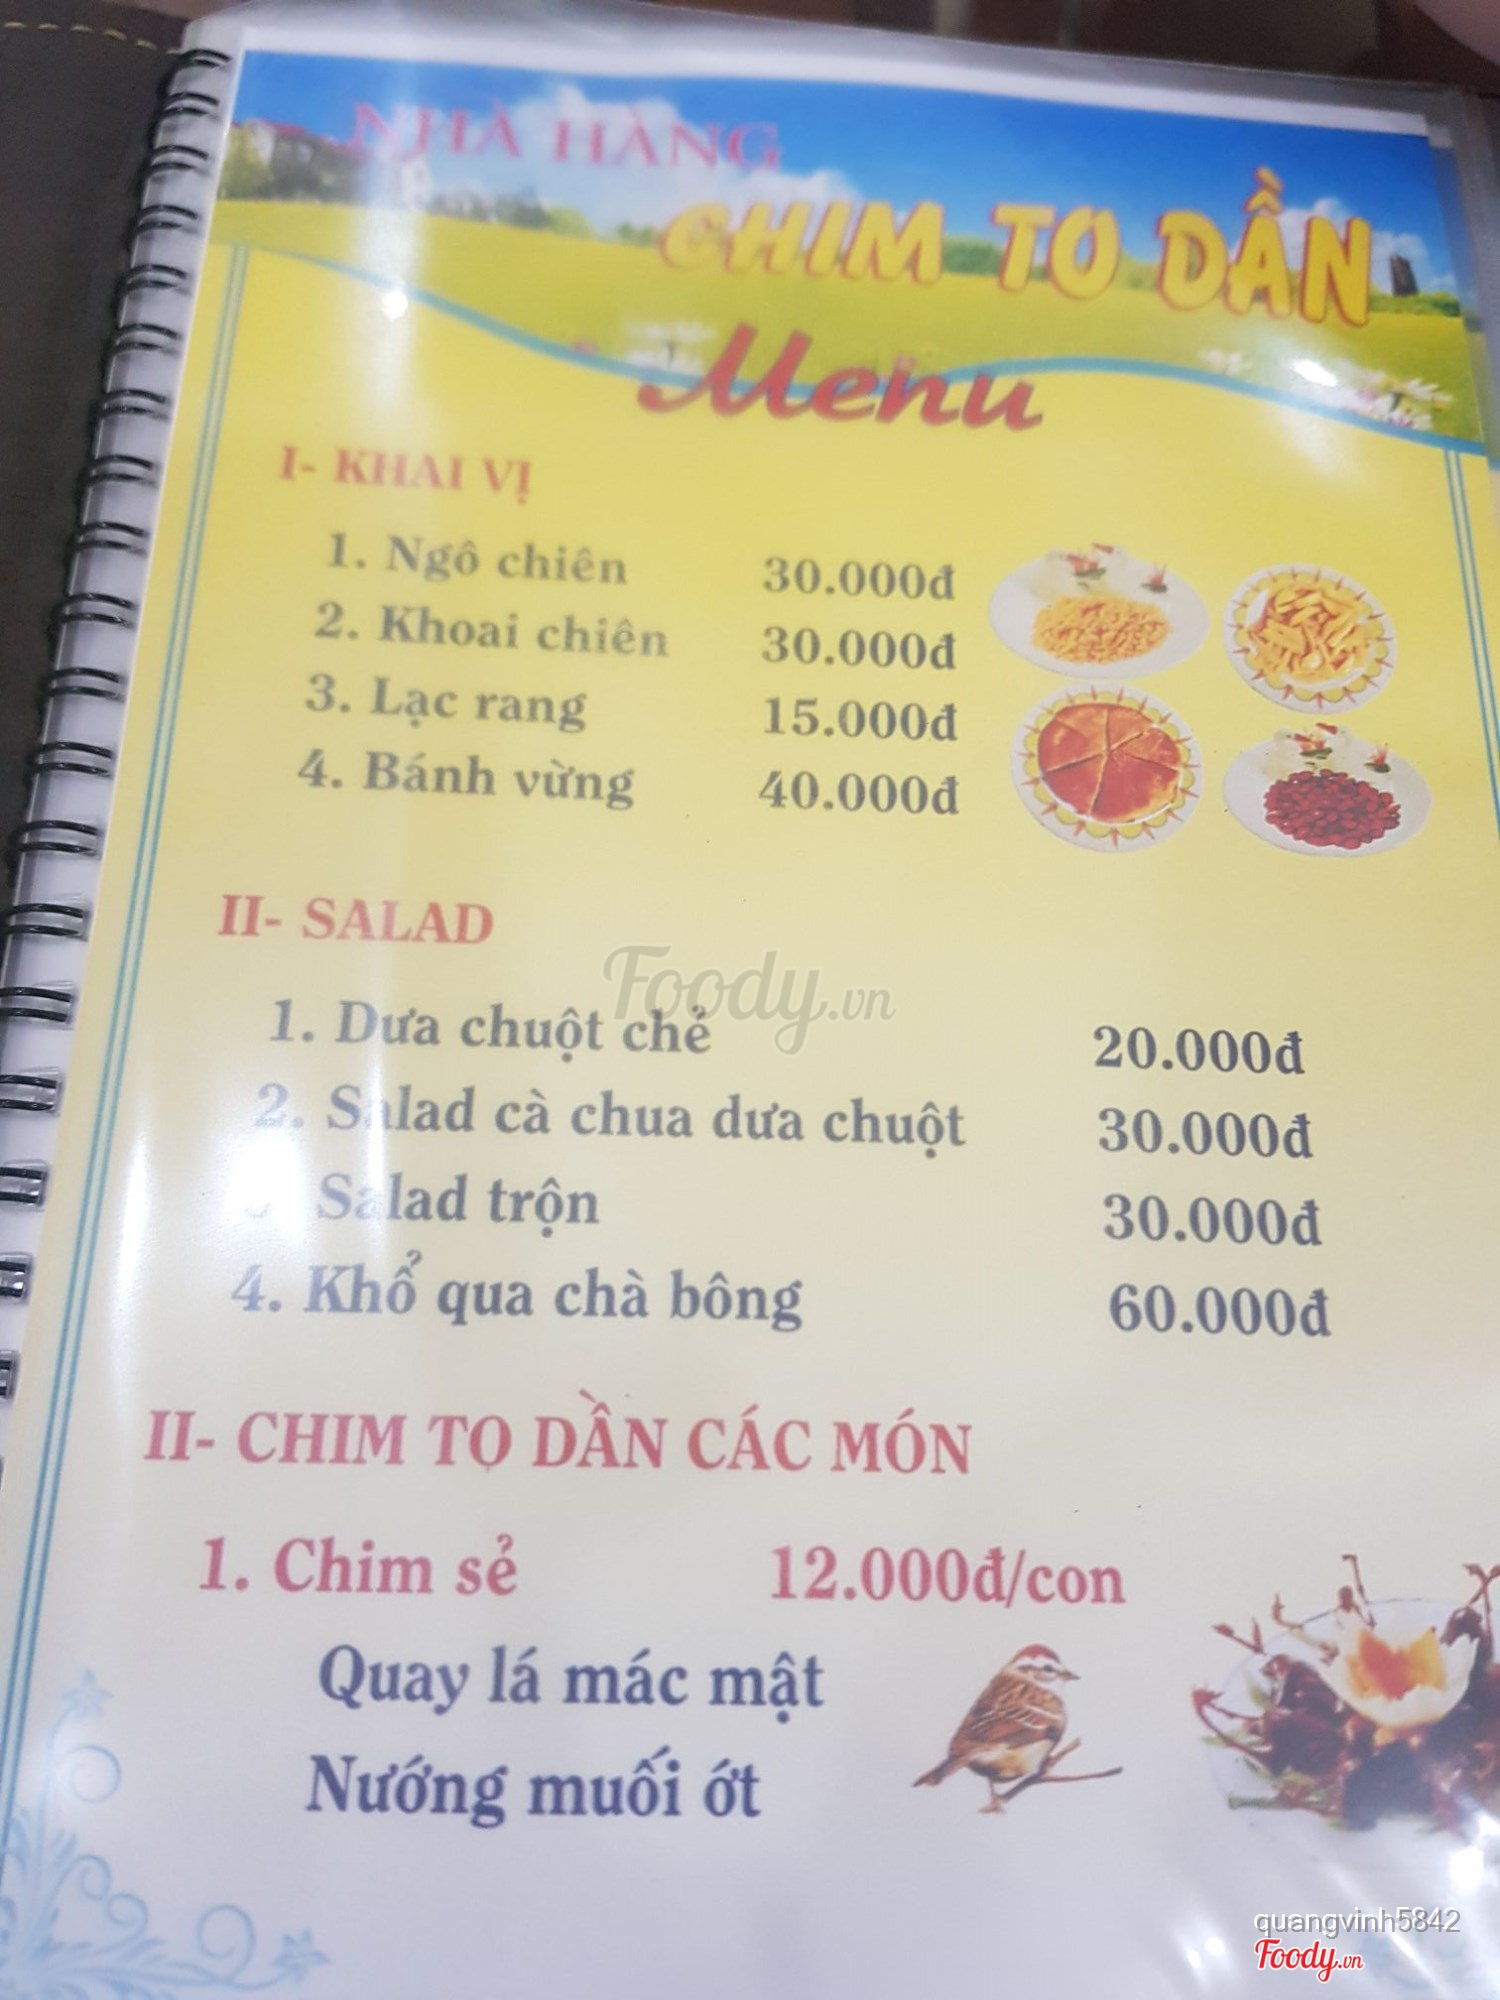 NHÀ HÀNG
CHIM TO DẦN
Menu
I- KHAI VỊ
1. Ngô chiên 30.000đ
2. Khoai chiên 30.000đ
3. Lạc rang 15.000đ
4. Bánh vừng 40.000đ
II- SALAD
1. Dưa chuột chẻ 20.000đ
2. Salad cà chua dưa chuột 30.000đ
Salad trộn 30.000đ
4. Khổ qua chà bông 60.000đ
Foody.vn
II- CHIM TO DẦN CÁC MÓN
1. Chim sẻ 12.000đ/con
Quay lá mác mật
Nướng muối ớt
quangvinh5842
Foody.vn